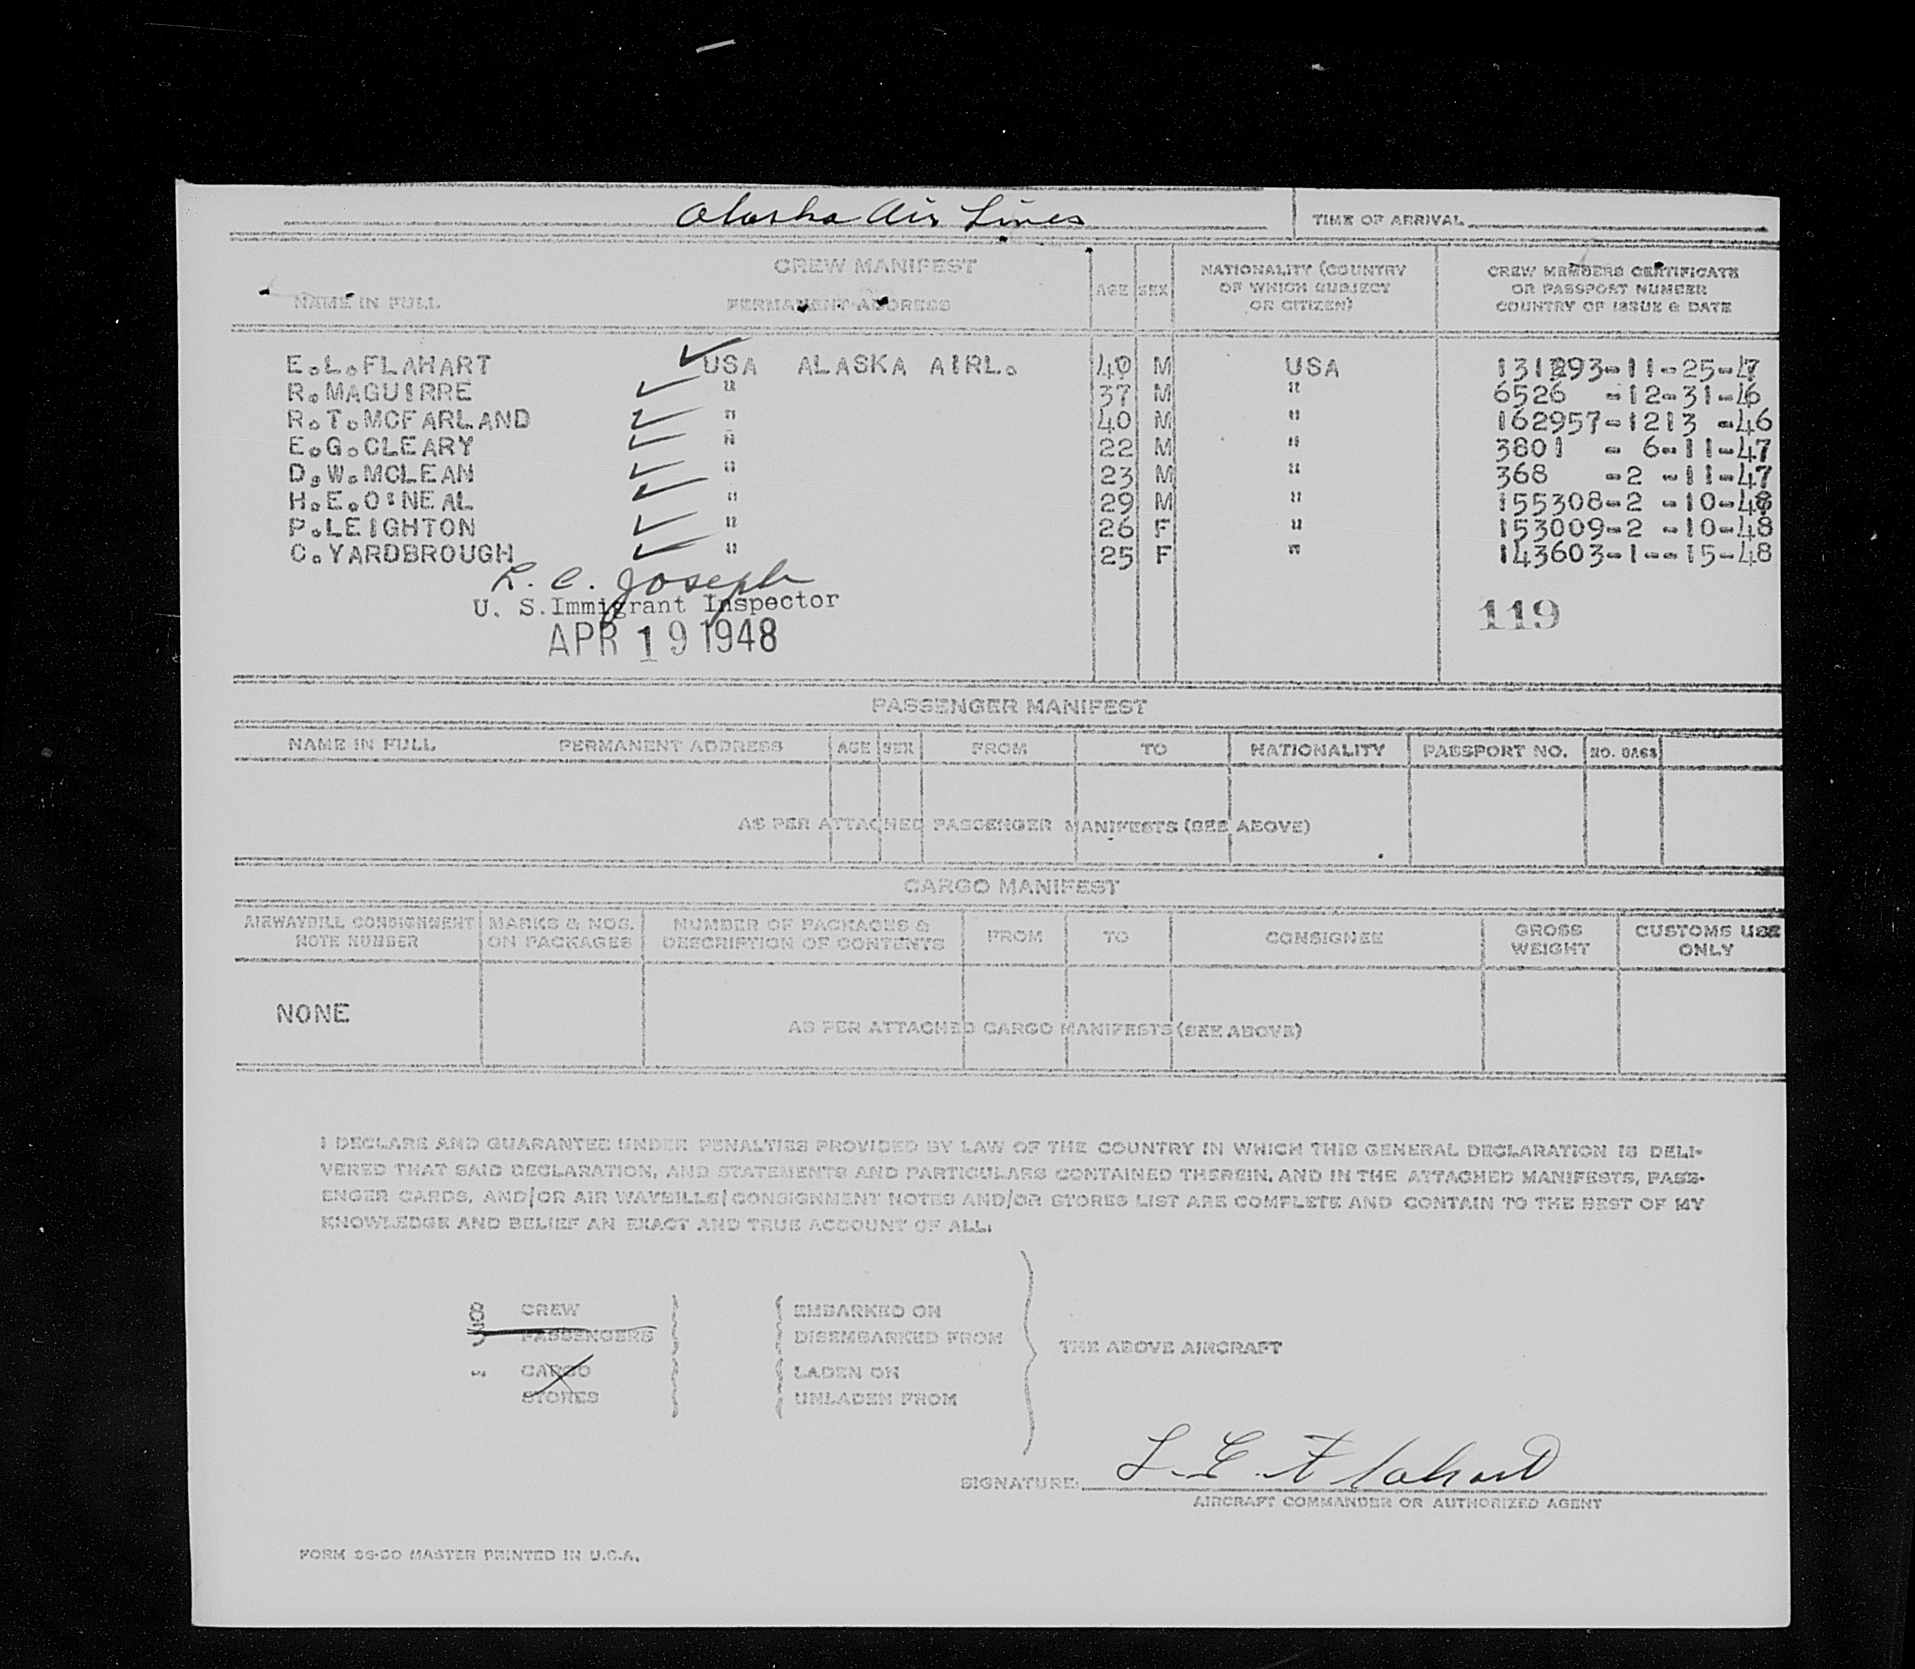 Alaska Air Lines
TIME OF ARRIVAL
CREW MANIFEST
NAME IN FULL PERMANENT ADDRESS AGE SEX NATIONALITY (COUNTRY OF WHICH SUBJECT OR CITIZEN) CREW MEMBERS CERTIFICATE OR PASSPORT NUMBER COUNTRY OF ISSUE & DATE
E.L.FLAHART USA ALASKA AIRL. 40 M USA 131293-11-25-47
R.MAGUIRRE " 37 M " 6526 -12-31-46
R.T.MCFARLAND " 40 M " 162957-1213 -46
E.G.CLEARY " 22 M " 3801 - 6-11-47
D.W.MCLEAN " 23 M " 368 -2 -11-47
H.E.O'NEAL " 29 M " 155308-2 -10-48
P.LEIGHTON " 26 F " 153009-2 -10-48
C.YARDBROUGH " 25 F " 143603-1--15-48
L. C. Joseph
U. S.Immigrant Inspector
119
APR 19 1948
PASSENGER MANIFEST
NAME IN FULL PERMANENT ADDRESS AGE SEX FROM TO NATIONALITY PASSPORT NO. NO. BAGS
AS PER ATTACHED PASSENGER MANIFESTS (SEE ABOVE)
CARGO MANIFEST
AIRWAYBILL CONSIGNMENT NOTE NUMBER MARKS & NOS. ON PACKAGES NUMBER OF PACKAGES & DESCRIPTION OF CONTENTS FROM TO CONSIGNEE GROSS WEIGHT CUSTOMS USE ONLY
NONE
AS PER ATTACHED CARGO MANIFESTS (SEE ABOVE)
I DECLARE AND GUARANTEE UNDER PENALTIES PROVIDED BY LAW OF THE COUNTRY IN WHICH THIS GENERAL DECLARATION IS DELI-
VERED THAT SAID DECLARATION, AND STATEMENTS AND PARTICULARS CONTAINED THEREIN, AND IN THE ATTACHED MANIFESTS, PASS-
ENGER CARDS, AND/OR AIR WAYBILLS/CONSIGNMENT NOTES AND/OR STORES LIST ARE COMPLETE AND CONTAIN TO THE BEST OF MY
KNOWLEDGE AND BELIEF AN EXACT AND TRUE ACCOUNT OF ALL.
8 CREW EMBARKED ON
PASSENGERS DISEMBARKED FROM
THE ABOVE AIRCRAFT
CARGO LADEN ON
STORES UNLADEN FROM
SIGNATURE: L. E. Flahart
AIRCRAFT COMMANDER OR AUTHORIZED AGENT
MASTER PRINTED IN U.S.A.